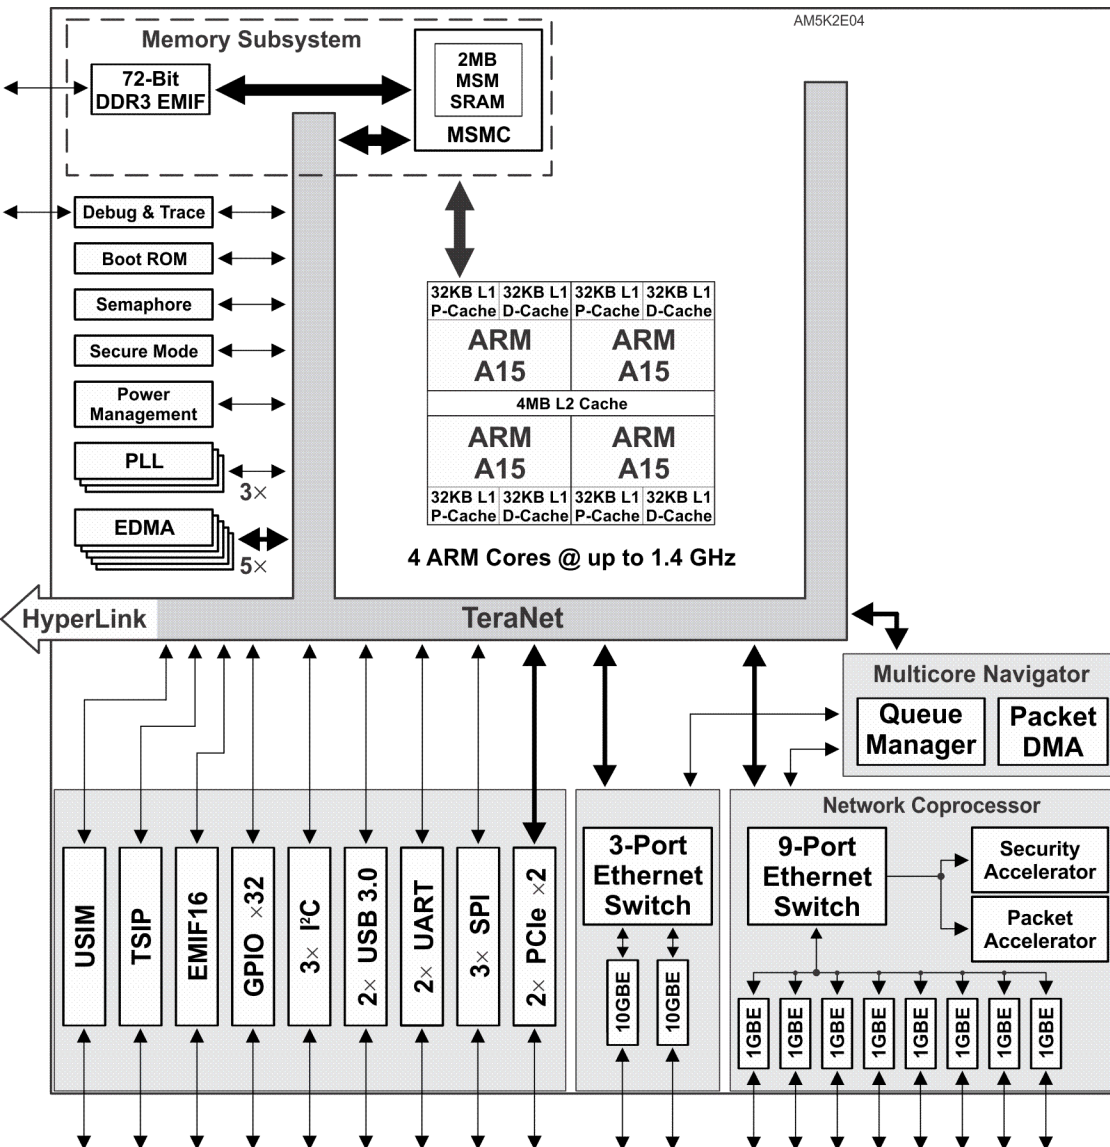 AM5K2E04
Memory Subsystem
72-Bit
DDR3 EMIF
2MB
MSM
SRAM
MSMC
Debug & Trace
Boot ROM
Semaphore
Secure Mode
Power
Management
PLL
3×
EDMA
5×
32KB L1 32KB L1 32KB L1 32KB L1
P-Cache D-Cache P-Cache D-Cache
ARM ARM
A15 A15
4MB L2 Cache
ARM ARM
A15 A15
32KB L1 32KB L1 32KB L1 32KB L1
P-Cache D-Cache P-Cache D-Cache
4 ARM Cores @ up to 1.4 GHz
HyperLink
TeraNet
Multicore Navigator
Queue
Manager
Packet
DMA
USIM
TSIP
EMIF16
GPIO ×32
3× I²C
2× USB 3.0
2× UART
3× SPI
2× PCIe ×2
3-Port
Ethernet
Switch
10GBE
10GBE
Network Coprocessor
9-Port
Ethernet
Switch
Security
Accelerator
Packet
Accelerator
1GBE
1GBE
1GBE
1GBE
1GBE
1GBE
1GBE
1GBE